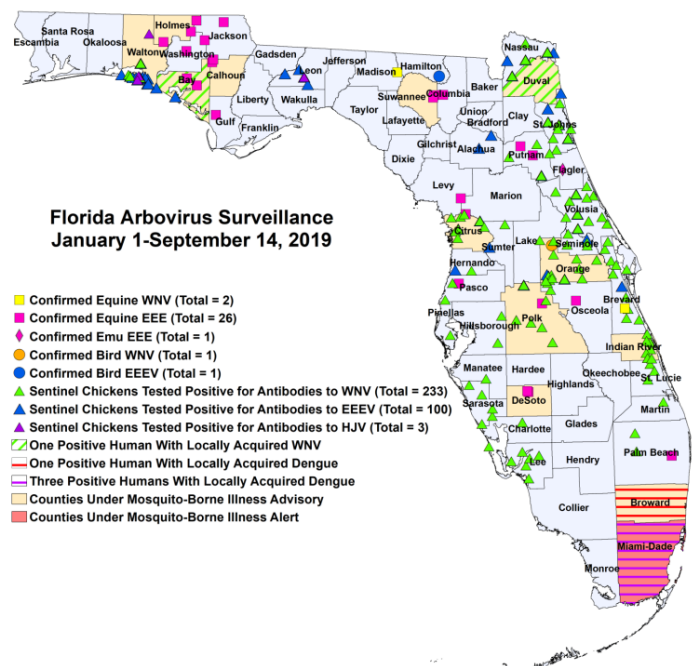 Santa Rosa
Holmes
Jackson
Escambia
Okaloosa
Walton
Washington
Gadsden
Jefferson
Hamilton
Nassau
Bay
Calhoun
Leon
Madison
Duval
Liberty
Wakulla
Suwannee
Columbia
Baker
Gulf
Franklin
Taylor
Lafayette
Union
Bradford
Clay
St. Johns
Dixie
Gilchrist
Alachua
Putnam
Flagler
Levy
Marion
Volusia
Florida Arbovirus Surveillance
January 1-September 14, 2019
Citrus
Sumter
Lake
Seminole
Hernando
Orange
Pasco
Brevard
Osceola
Pinellas
Hillsborough
Polk
Indian River
Manatee
Hardee
Okeechobee
Highlands
St. Lucie
Sarasota
DeSoto
Martin
Charlotte
Glades
Lee
Hendry
Palm Beach
Collier
Broward
Miami-Dade
Monroe
Confirmed Equine WNV (Total = 2)
Confirmed Equine EEE (Total = 26)
Confirmed Emu EEE (Total = 1)
Confirmed Bird WNV (Total = 1)
Confirmed Bird EEEV (Total = 1)
Sentinel Chickens Tested Positive for Antibodies to WNV (Total = 233)
Sentinel Chickens Tested Positive for Antibodies to EEEV (Total = 100)
Sentinel Chickens Tested Positive for Antibodies to HJV (Total = 3)
One Positive Human With Locally Acquired WNV
One Positive Human With Locally Acquired Dengue
Three Positive Humans With Locally Acquired Dengue
Counties Under Mosquito-Borne Illness Advisory
Counties Under Mosquito-Borne Illness Alert